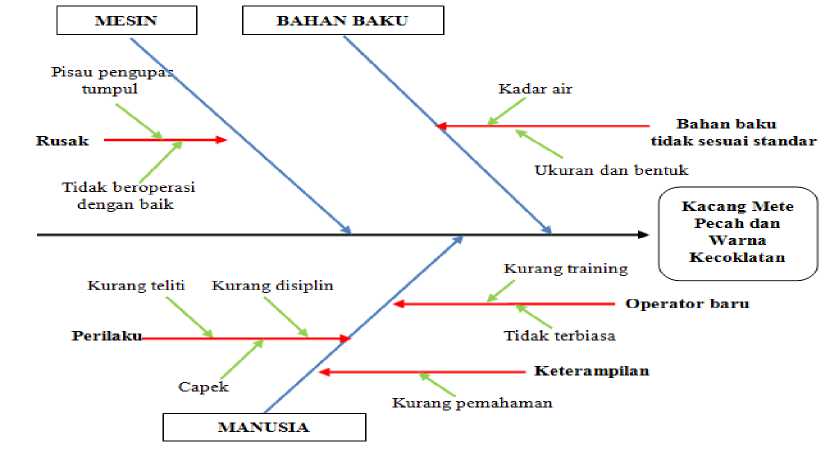 MESIN
BAHAN BAKU
Pisau pengupas
tumpul
Kadar air
Rusak
Bahan baku
tidak sesuai standar
Ukuran dan bentuk
Tidak beroperasi
dengan baik
Kacang Mete
Pecah dan
Warna
Kecoklatan
Kurang teliti
Kurang disiplin
Kurang training
Operator baru
Perilaku
Tidak terbiasa
Keterampilan
Capek
Kurang pemahaman
MANUSIA